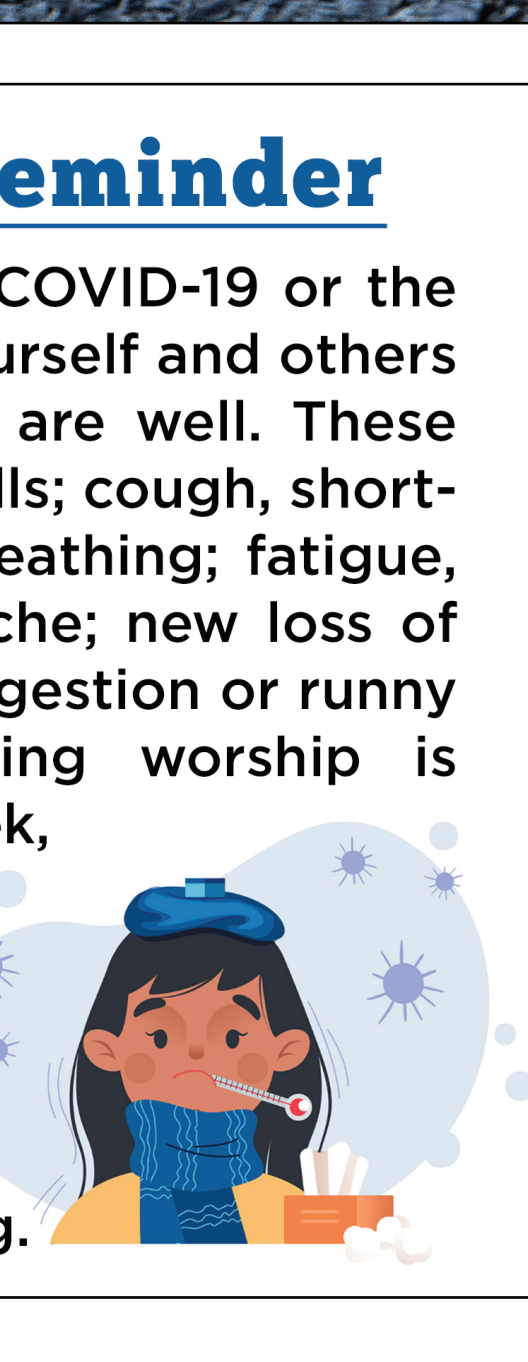 eminder
COVID-19 or the
urself and others
are well. These
lls; cough, short-
eathing; fatigue,
che; new loss of
gestion or runny
ing worship is
k,
g.